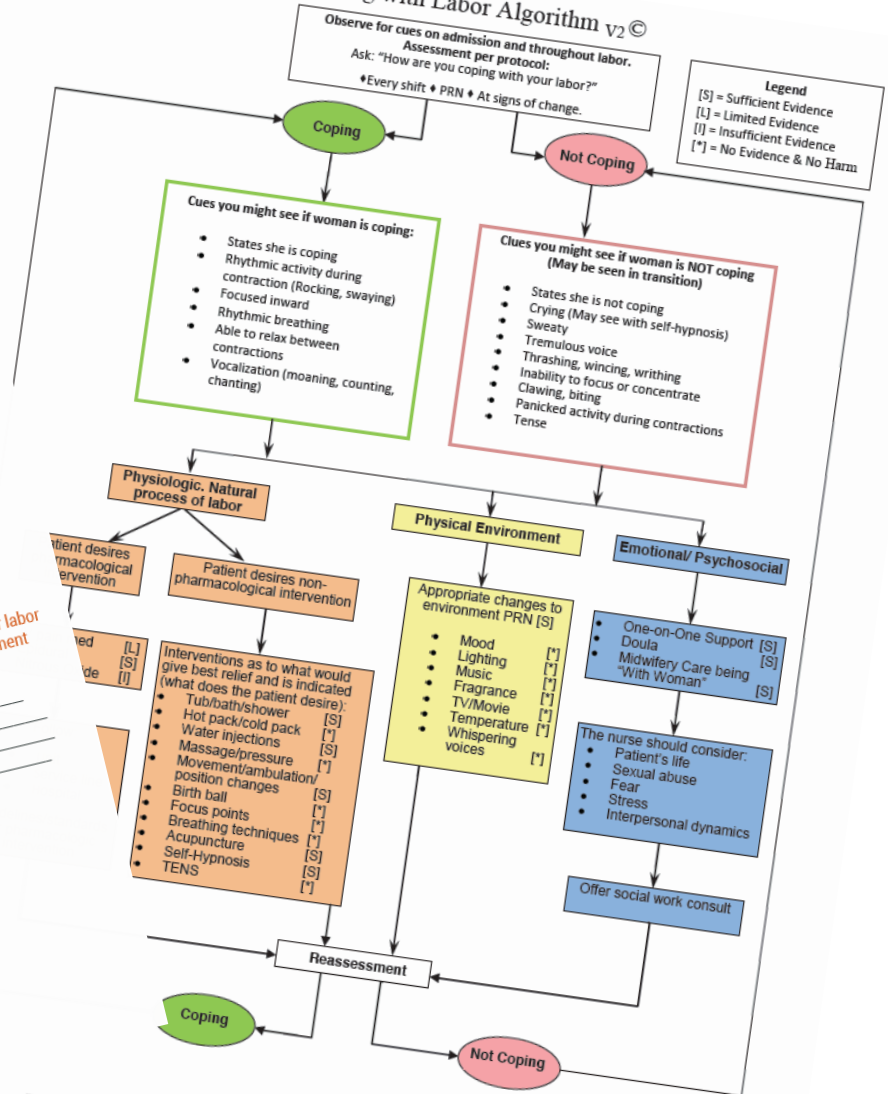 with Labor Algorithm V2©
Observe for cues on admission and throughout labor.
Assessment per protocol:
Ask: “How are you coping with your labor?”
♦Every shift ♦ PRN ♦ At signs of change.
Legend
[S] = Sufficient Evidence
[L] = Limited Evidence
[I] = Insufficient Evidence
[*] = No Evidence & No Harm
Coping
Not Coping
Cues you might see if woman is coping:
• States she is coping
• Rhythmic activity during
contraction (Rocking, swaying)
• Focused inward
• Rhythmic breathing
• Able to relax between
contractions
• Vocalization (moaning, counting,
chanting)
Clues you might see if woman is NOT coping
(May be seen in transition)
• States she is not coping
• Crying (May see with self-hypnosis)
• Sweaty
• Tremulous voice
• Thrashing, wincing, writhing
• Inability to focus or concentrate
• Clawing, biting
• Panicked activity during contractions
• Tense
Physiologic. Natural
process of labor
Physical Environment
Emotional/ Psychosocial
desires
Patient desires non-
pharmacological intervention
labor
[L]
[S]
[I]
Interventions as to what would
give best relief and is indicated
(what does the patient desire):
• Tub/bath/shower [S]
• Hot pack/cold pack [*]
• Water injections [S]
• Massage/pressure [*]
• Movement/ambulation/
position changes [S]
• Birth ball [*]
• Focus points [*]
• Breathing techniques [*]
• Acupuncture [S]
• Self-Hypnosis [S]
• TENS [*]
Appropriate changes to
environment PRN [S]
• Mood [*]
• Lighting [*]
• Music [*]
• Fragrance [*]
• TV/Movie [*]
• Temperature [*]
• Whispering
voices [*]
• One-on-One Support [S]
• Doula [S]
• Midwifery Care being
“With Woman” [S]
The nurse should consider:
• Patient’s life
• Sexual abuse
• Fear
• Stress
• Interpersonal dynamics
Offer social work consult
Reassessment
Coping
Not Coping